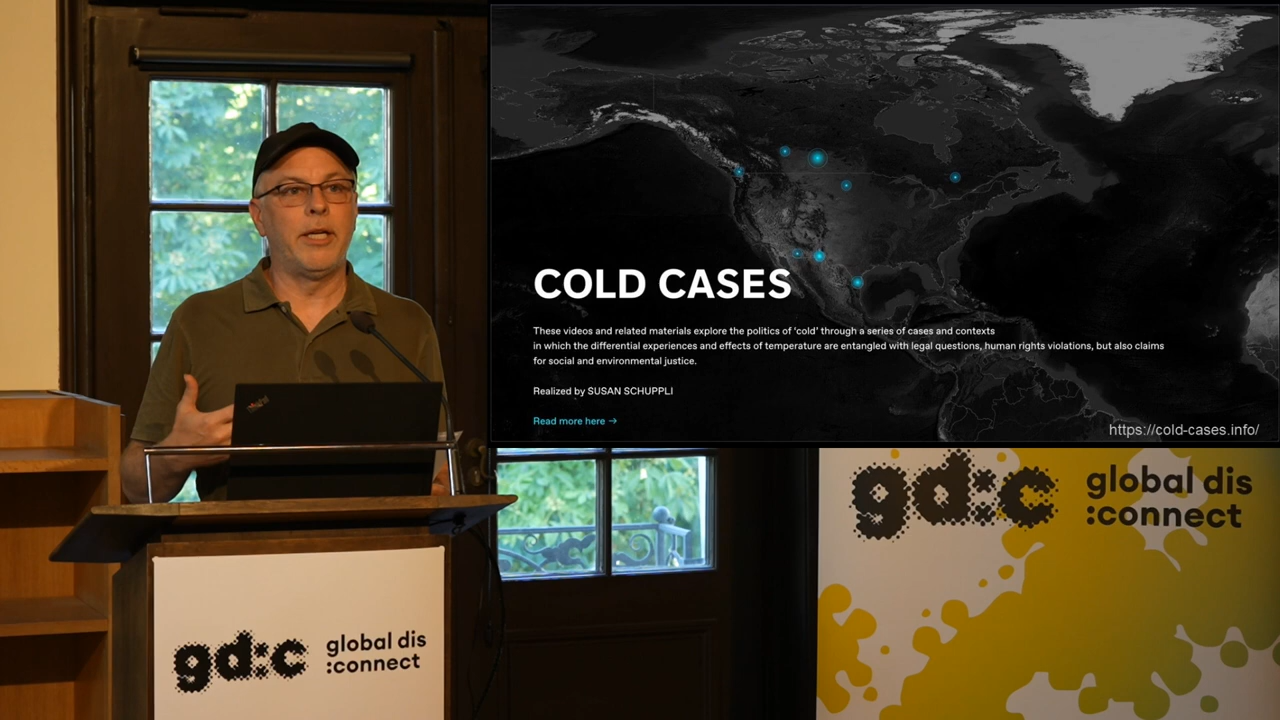 COLD CASES
These videos and related materials explore the politics of ‘cold’ through a series of cases and contexts
in which the differential experiences and effects of temperature are entangled with legal questions, human rights violations, but also claims
for social and environmental justice.
Realized by SUSAN SCHUPPLI
Read more here →
https://cold-cases.info/
gd:c
global dis
:connect
gd:c
global dis
:connect